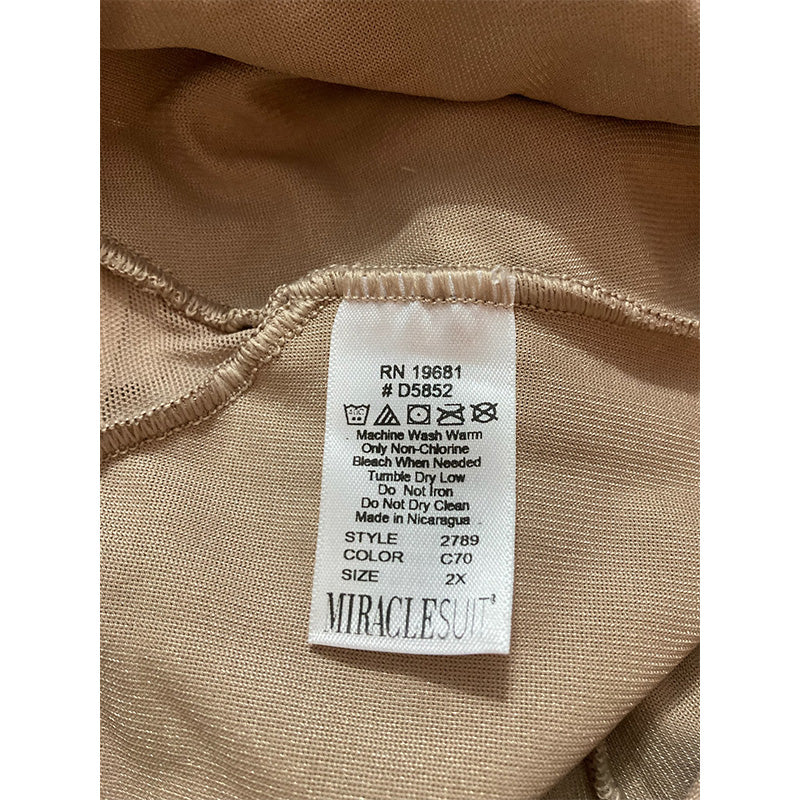 RN 19681
# D5852
Machine Wash Warm
Only Non-Chlorine
Bleach When Needed
Tumble Dry Low
Do Not Iron
Do Not Dry Clean
Made in Nicaragua
STYLE 2789
COLOR C70
SIZE 2X
MIRACLESUIT®